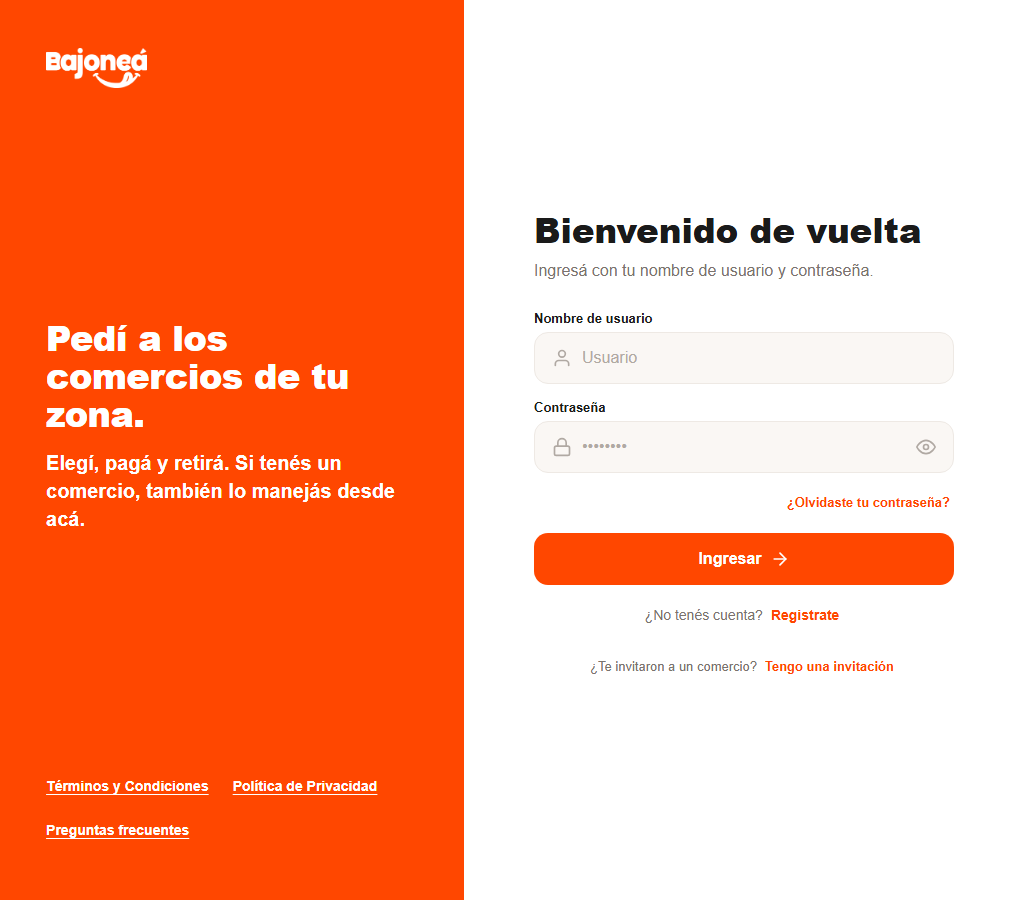 Bajoneá
Pedí a los
comercios de tu
zona.
Elegí, pagá y retirá. Si tenés un
comercio, también lo manejás desde
acá.
Términos y Condiciones Política de Privacidad
Preguntas frecuentes
Bienvenido de vuelta
Ingresá con tu nombre de usuario y contraseña.
Nombre de usuario
Usuario
Contraseña
••••••••
¿Olvidaste tu contraseña?
Ingresar →
¿No tenés cuenta? Registrate
¿Te invitaron a un comercio? Tengo una invitación